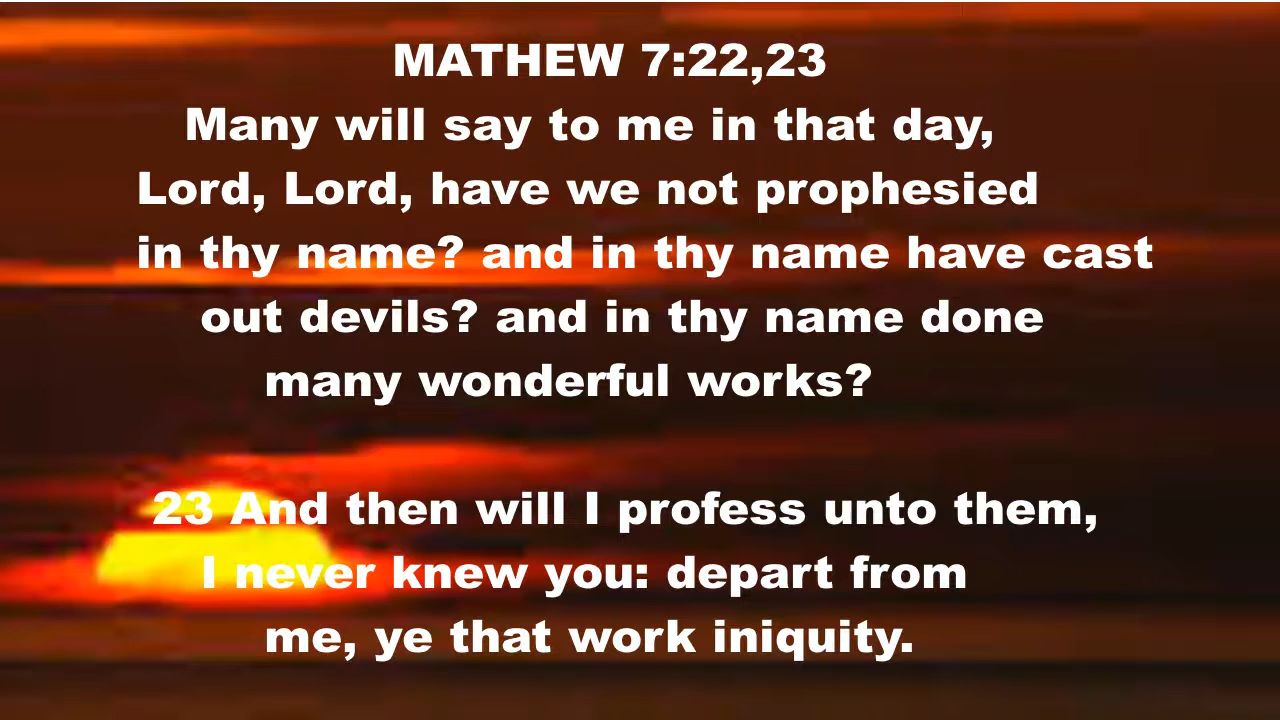 MATHEW 7:22,23
Many will say to me in that day,
Lord, Lord, have we not prophesied
in thy name? and in thy name have cast
out devils? and in thy name done
many wonderful works?
23 And then will I profess unto them,
I never knew you: depart from
me, ye that work iniquity.